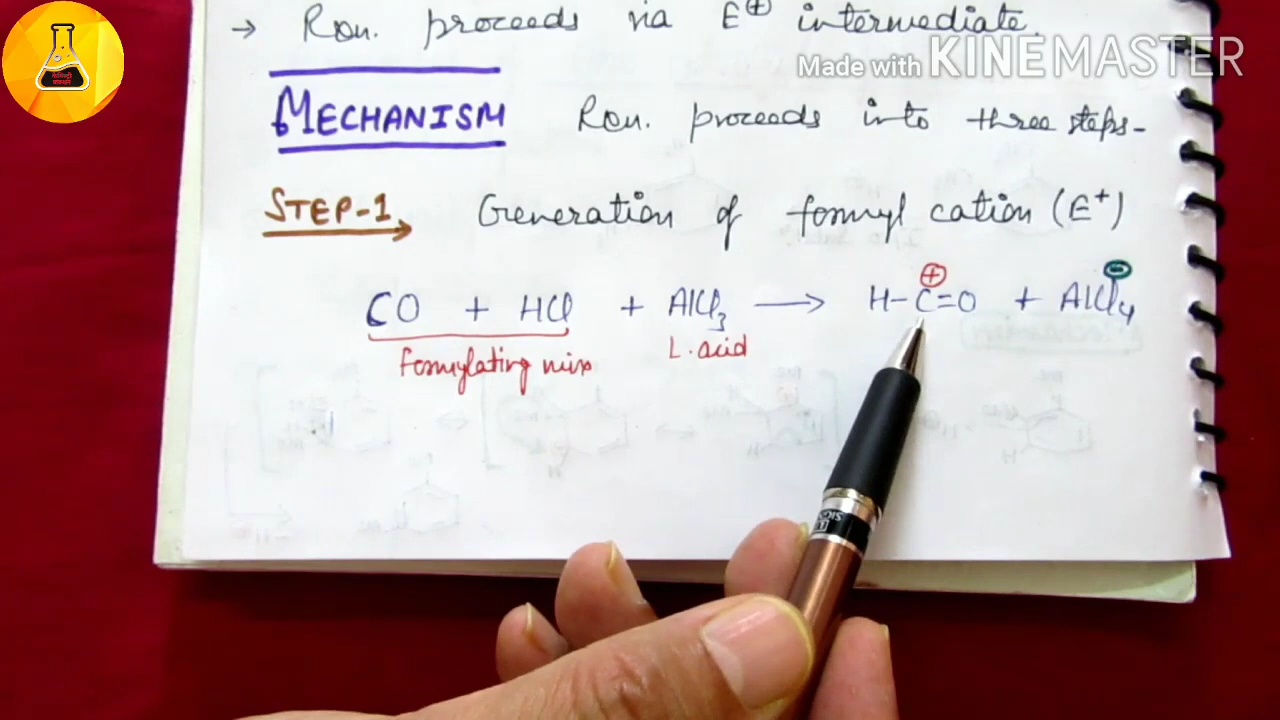 → Rxn. proceeds via E⊕ intermediate.
Made with KINEMASTER
MECHANISM Rxn. proceeds into three steps-
STEP-1 Generation of formyl cation (E⁺)
⊕ ⊖
CO + HCl + AlCl₃ ⟶ H-C=O + AlCl₄
Formylating mix L. acid